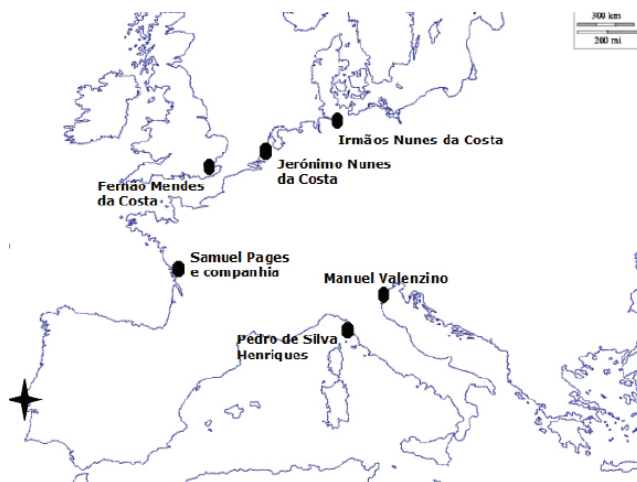 300 km
200 mi
Irmãos Nunes da Costa
Jerónimo Nunes
da Costa
Fernão Mendes
da Costa
Samuel Pages
e companhia
Manuel Valenzino
Pedro de Silva
Henriques